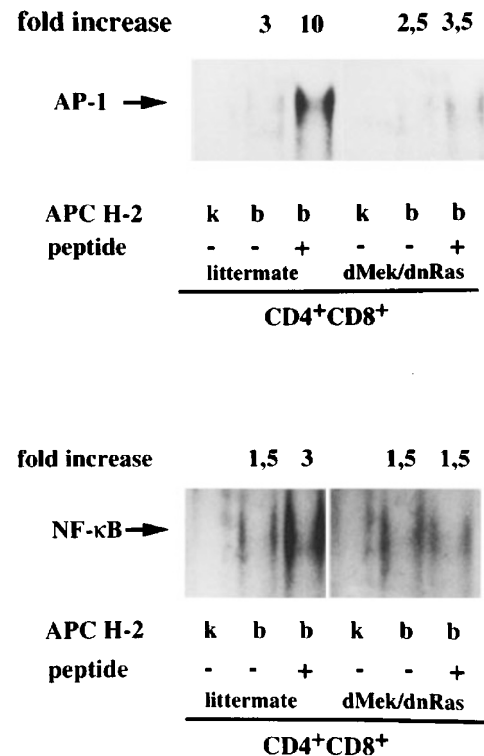 fold increase 3 10 2,5 3,5
AP-1
APC H-2 k b b k b b
peptide - - + - - +
littermate dMek/dnRas
CD4+CD8+
fold increase 1,5 3 1,5 1,5
NF-κB
APC H-2 k b b k b b
peptide - - + - - +
littermate dMek/dnRas
CD4+CD8+